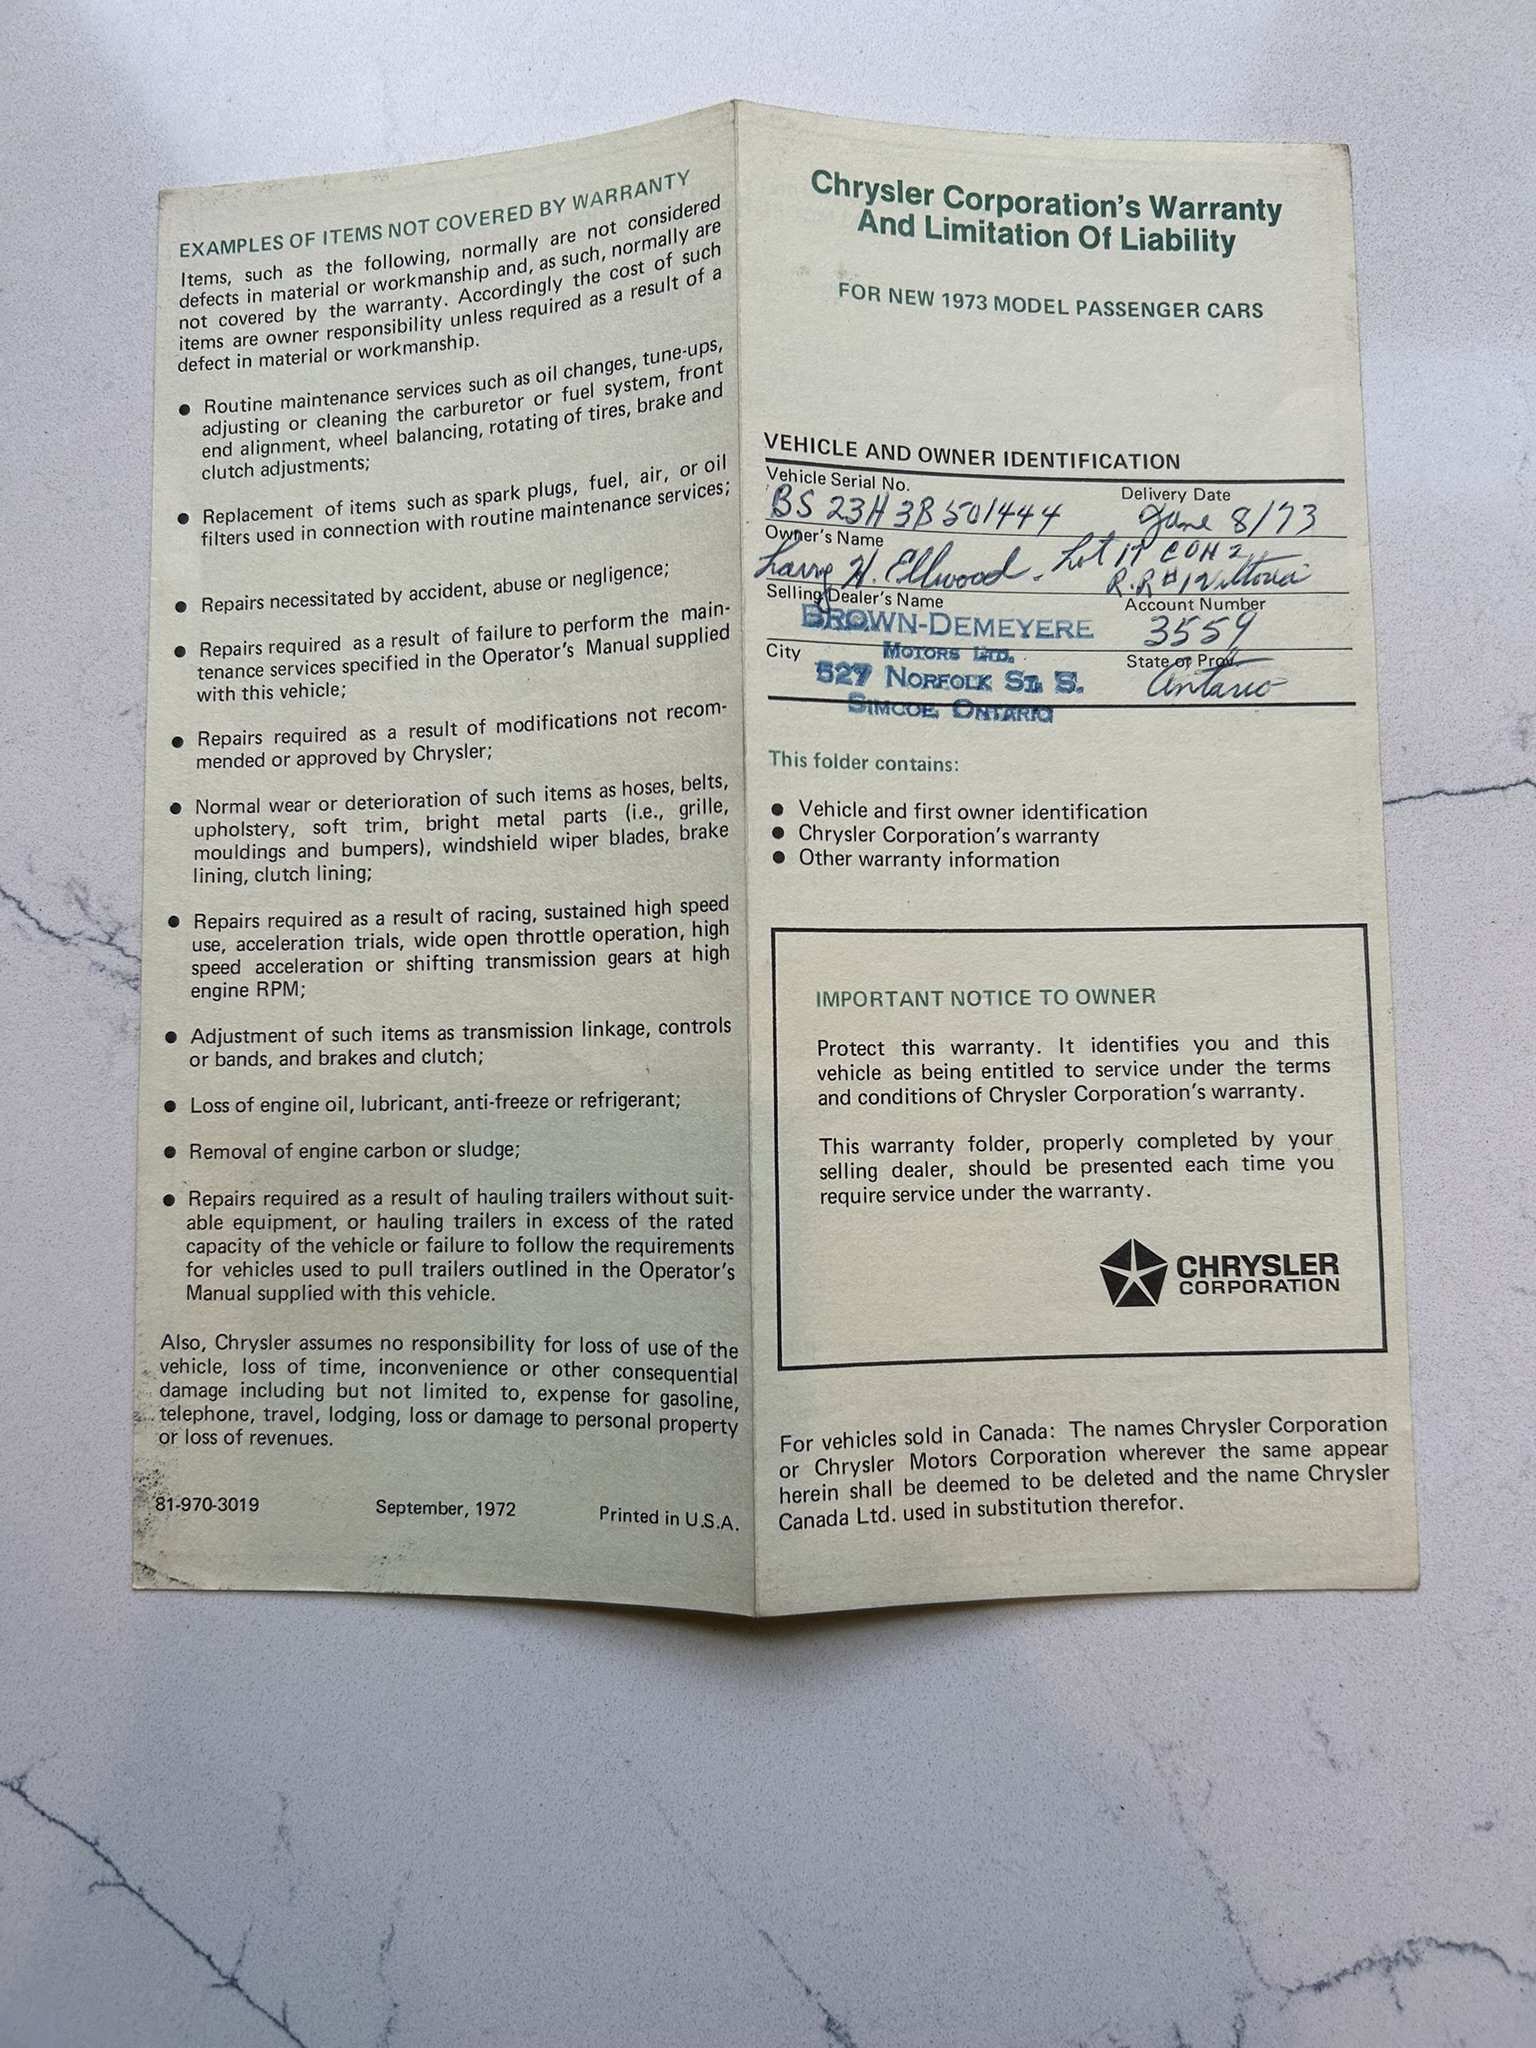 EXAMPLES OF ITEMS NOT COVERED BY WARRANTY
Items, such as the following, normally are not considered
defects in material or workmanship and, as such, normally are
not covered by the warranty. Accordingly the cost of such
items are owner responsibility unless required as a result of a
defect in material or workmanship.
● Routine maintenance services such as oil changes, tune-ups,
adjusting or cleaning the carburetor or fuel system, front
end alignment, wheel balancing, rotating of tires, brake and
clutch adjustments;
● Replacement of items such as spark plugs, fuel, air, or oil
filters used in connection with routine maintenance services;
● Repairs necessitated by accident, abuse or negligence;
● Repairs required as a result of failure to perform the main-
tenance services specified in the Operator's Manual supplied
with this vehicle;
● Repairs required as a result of modifications not recom-
mended or approved by Chrysler;
● Normal wear or deterioration of such items as hoses, belts,
upholstery, soft trim, bright metal parts (i.e., grille,
mouldings and bumpers), windshield wiper blades, brake
lining, clutch lining;
● Repairs required as a result of racing, sustained high speed
use, acceleration trials, wide open throttle operation, high
speed acceleration or shifting transmission gears at high
engine RPM;
● Adjustment of such items as transmission linkage, controls
or bands, and brakes and clutch;
● Loss of engine oil, lubricant, anti-freeze or refrigerant;
● Removal of engine carbon or sludge;
● Repairs required as a result of hauling trailers without suit-
able equipment, or hauling trailers in excess of the rated
capacity of the vehicle or failure to follow the requirements
for vehicles used to pull trailers outlined in the Operator's
Manual supplied with this vehicle.
Also, Chrysler assumes no responsibility for loss of use of the
vehicle, loss of time, inconvenience or other consequential
damage including but not limited to, expense for gasoline,
telephone, travel, lodging, loss or damage to personal property
or loss of revenues.
81-970-3019 September, 1972 Printed in U.S.A.
Chrysler Corporation's Warranty
And Limitation Of Liability
FOR NEW 1973 MODEL PASSENGER CARS
VEHICLE AND OWNER IDENTIFICATION
Vehicle Serial No. Delivery Date
BS 23H 3B 501444 June 8/73
Owner's Name
Larry H. Ellwood - Lot 17 CON 2
R.R #1 Vittoria
Selling Dealer's Name Account Number
BROWN-DEMEYERE 3559
MOTORS LTD.
City State or Prov.
527 NORFOLK ST. S. Ontario
SIMCOE, ONTARIO
This folder contains:
● Vehicle and first owner identification
● Chrysler Corporation's warranty
● Other warranty information
IMPORTANT NOTICE TO OWNER
Protect this warranty. It identifies you and this
vehicle as being entitled to service under the terms
and conditions of Chrysler Corporation's warranty.
This warranty folder, properly completed by your
selling dealer, should be presented each time you
require service under the warranty.
CHRYSLER
CORPORATION
For vehicles sold in Canada: The names Chrysler Corporation
or Chrysler Motors Corporation wherever the same appear
herein shall be deemed to be deleted and the name Chrysler
Canada Ltd. used in substitution therefor.